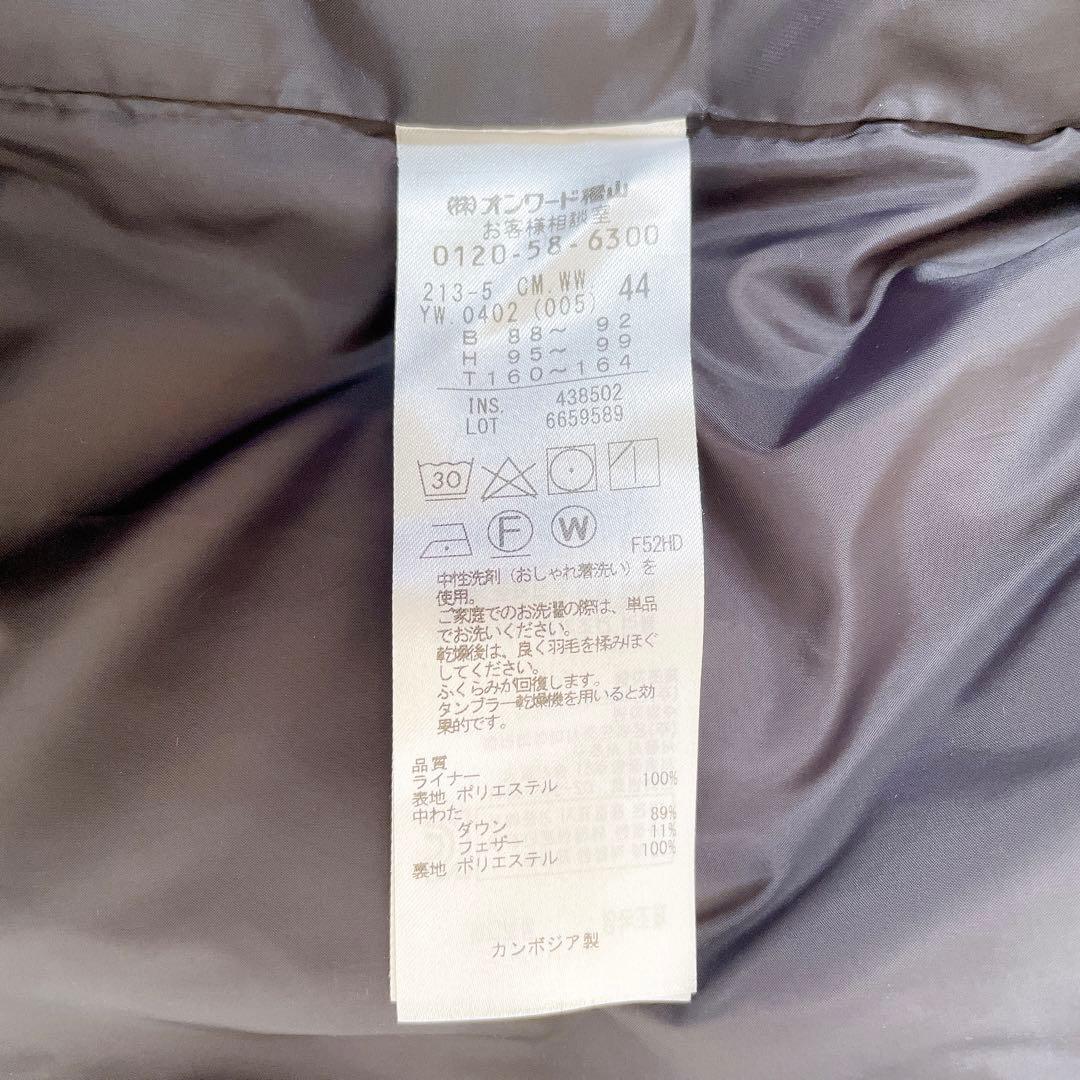 (株)オンワード樫山
お客様相談室
0120-58-6300
213-5 CM.WW. 44
YW.0402 (005)
B 88～ 92
H 95～ 99
T160～164
INS. 438502
LOT 6659589
30
F W F52HD
中性洗剤（おしゃれ着洗い）を
使用。
ご家庭でのお洗濯の際は、単品
でお洗いください。
乾燥後は、良く羽毛を揉みほぐ
してください。
ふくらみが回復します。
タンブラー乾燥機を用いると効
果的です。
品質
ライナー
表地 ポリエステル 100%
中わた
ダウン 89%
フェザー 11%
裏地 ポリエステル 100%
カンボジア製